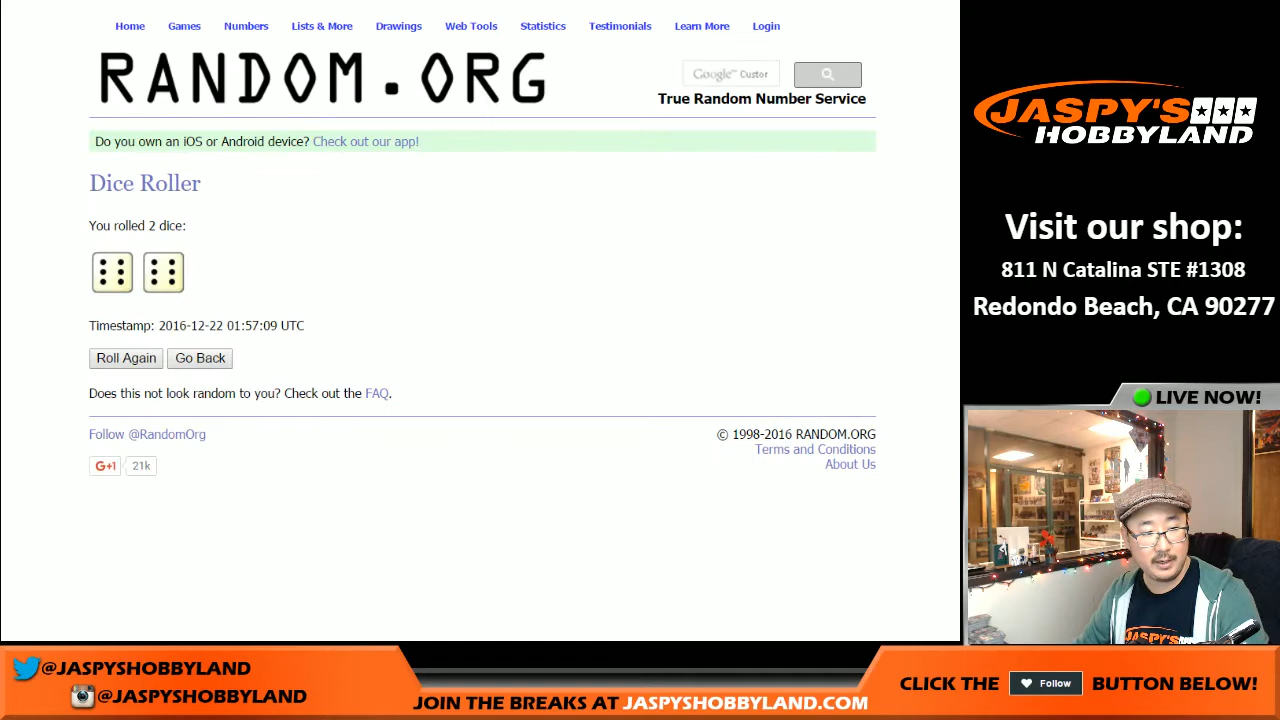 Home Games Numbers Lists & More Drawings Web Tools Statistics Testimonials Learn More Login
RANDOM.ORG
Google™ Custor
True Random Number Service
Do you own an iOS or Android device? Check out our app!
Dice Roller
You rolled 2 dice:
Timestamp: 2016-12-22 01:57:09 UTC
Roll Again Go Back
Does this not look random to you? Check out the FAQ.
Follow @RandomOrg
G+1 21k
© 1998-2016 RANDOM.ORG
Terms and Conditions
About Us
JASPY'S
HOBBYLAND
Visit our shop:
811 N Catalina STE #1308
Redondo Beach, CA 90277
LIVE NOW!
JASPY'S
@JASPYSHOBBYLAND
@JASPYSHOBBYLAND
JOIN THE BREAKS AT JASPYSHOBBYLAND.COM
CLICK THE Follow BUTTON BELOW!